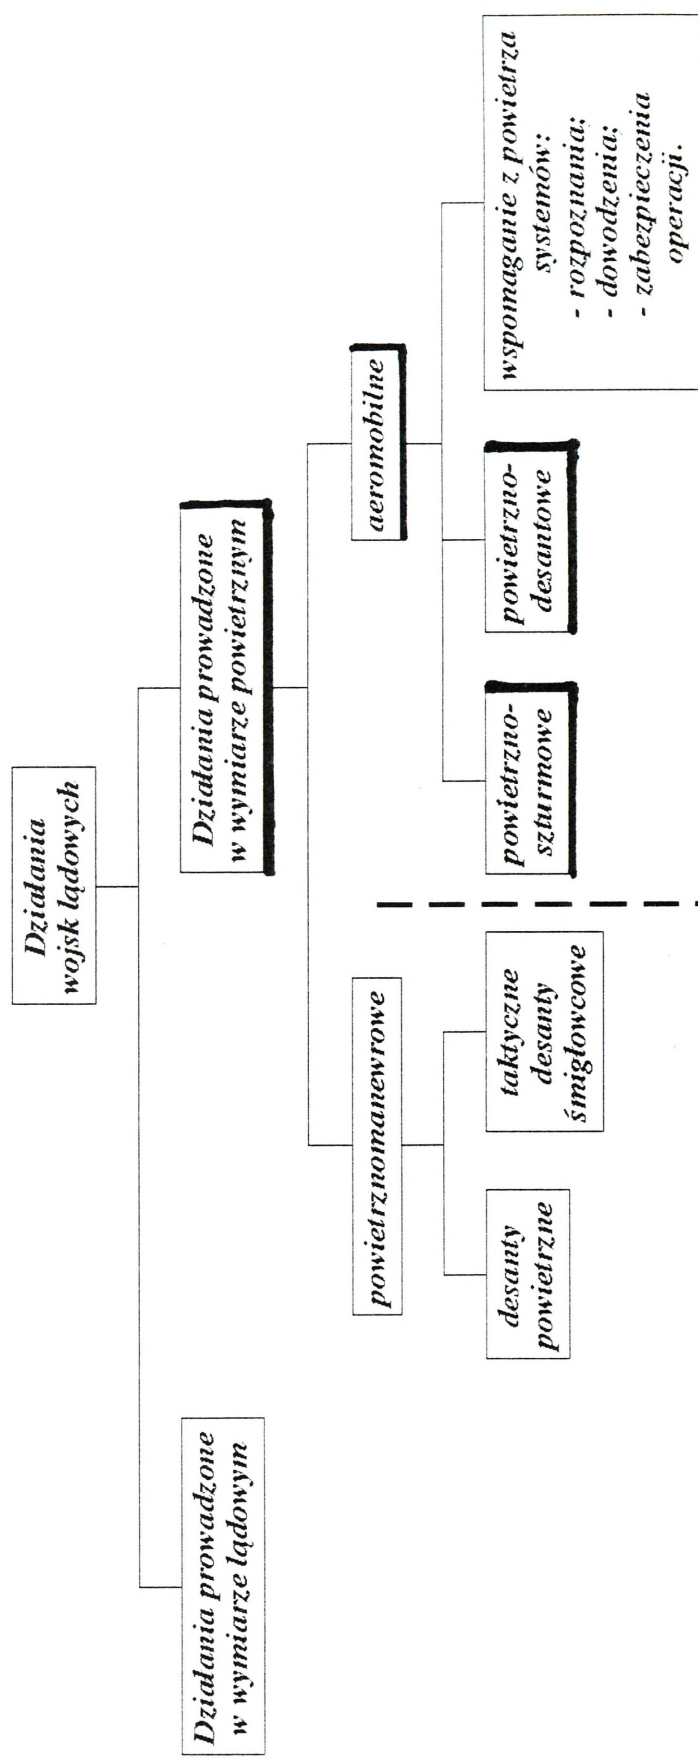 Działania
wojsk lądowych
Działania prowadzone
w wymiarze lądowym
Działania prowadzone
w wymiarze powietrznym
powietrznomanewrowe
aeromobilne
desanty
powietrzne
taktyczne
desanty
śmigłowcowe
powietrzno-
szturmowe
powietrzno-
desantowe
wspomaganie z powietrza
systemów:
- rozpoznania;
- dowodzenia;
- zabezpieczenia
operacji.